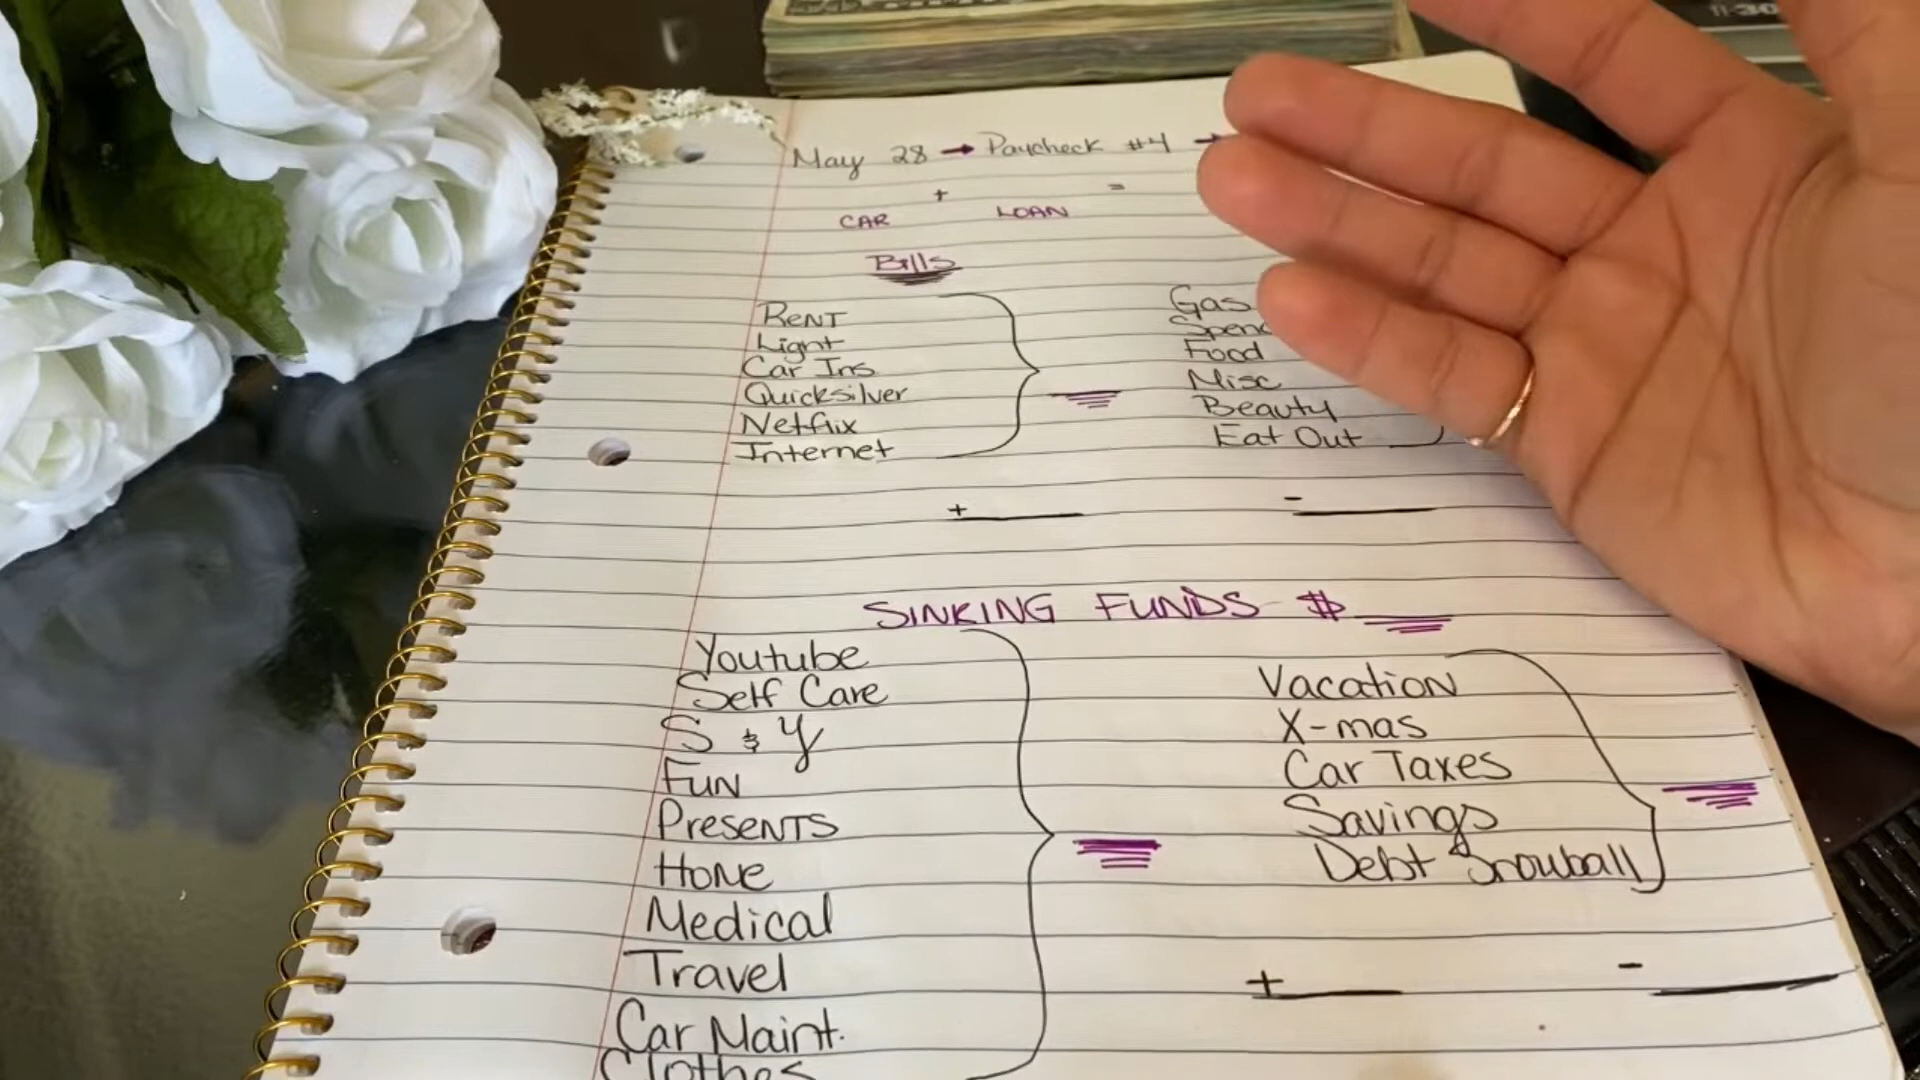 May 28 → Paycheck #4 →
+ =
CAR LOAN
Bills
RENT
Light
Car Ins
Quicksilver
Netflix
Internet
Gas
Food
Misc
Beauty
Eat Out
+ -
SINKING FUNDS $
Youtube
Self Care
S & Y
FUN
PRESENTS
HOME
Medical
Travel
Car Maint.
Clothes
Vacation
X-mas
Car Taxes
Savings
Debt Snowball
+ -